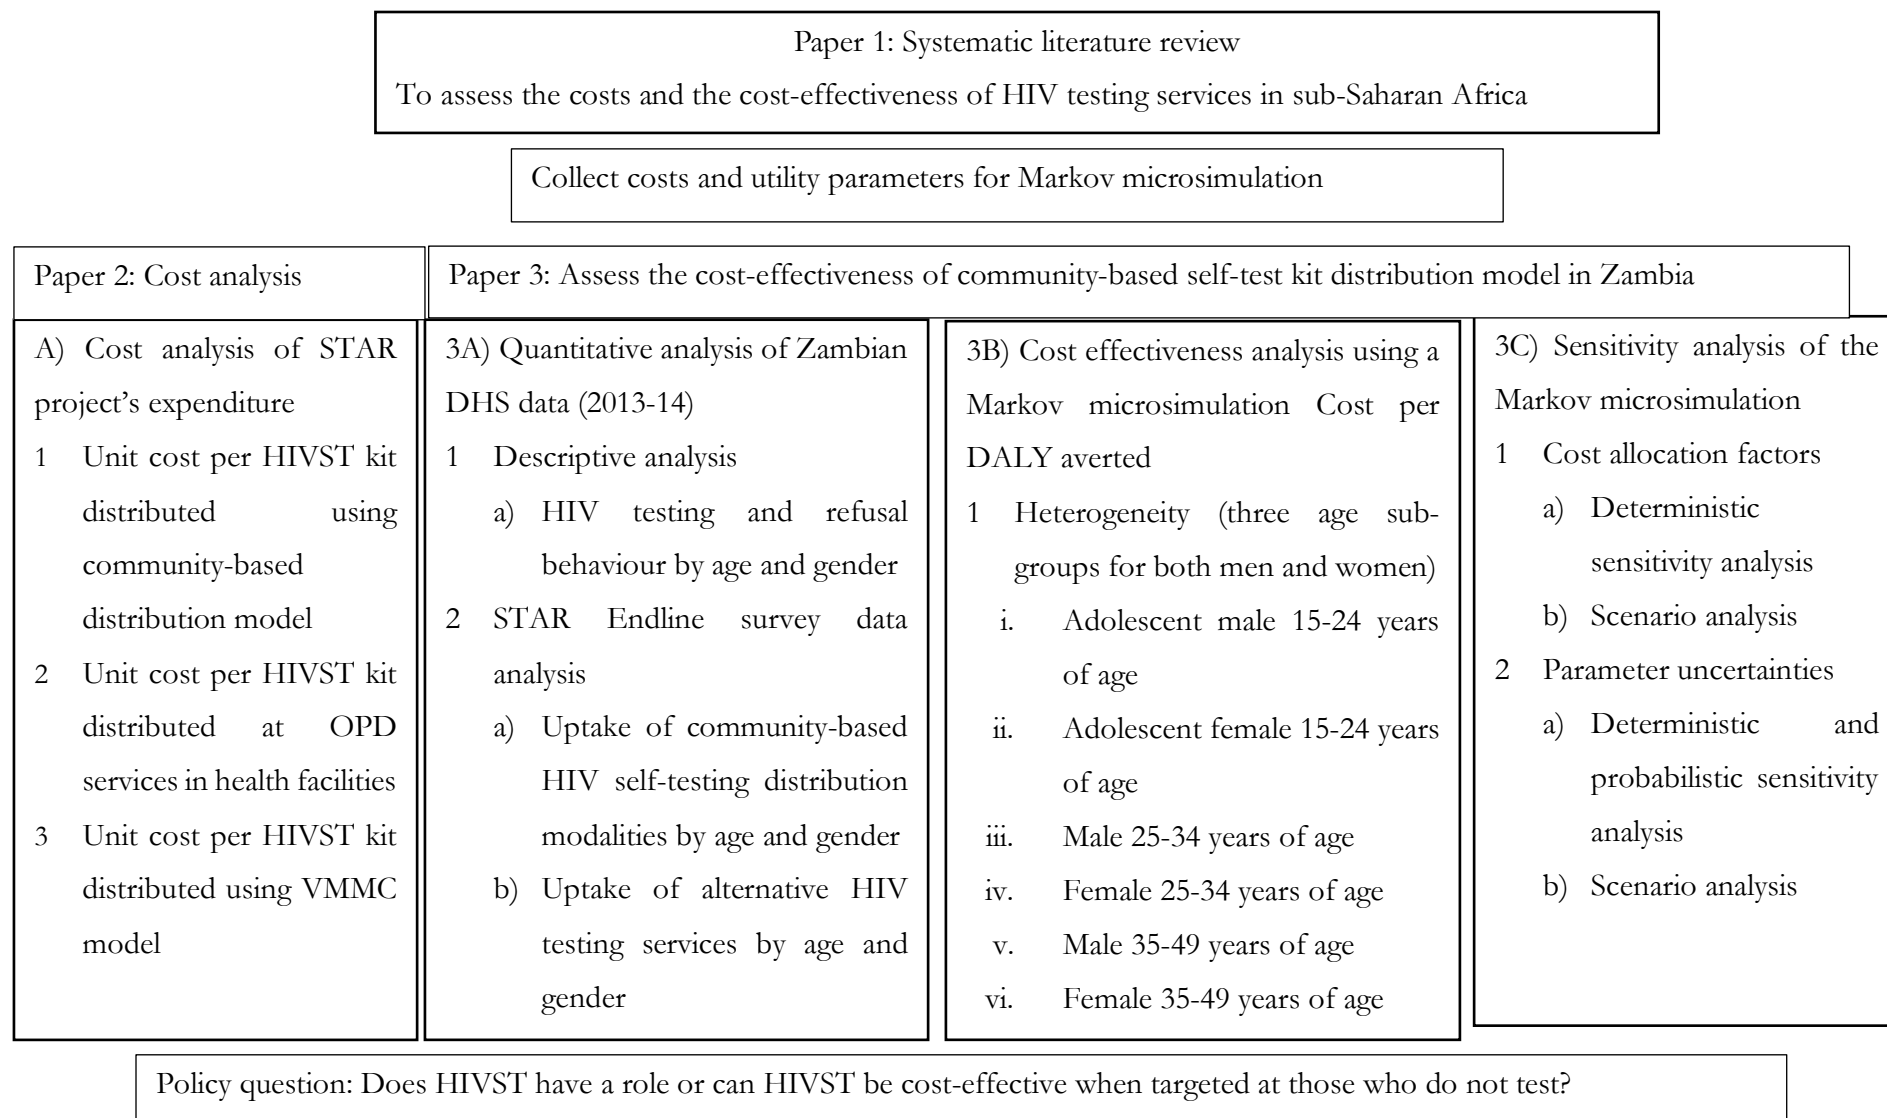 Paper 1: Systematic literature review
To assess the costs and the cost-effectiveness of HIV testing services in sub-Saharan Africa
Collect costs and utility parameters for Markov microsimulation
Paper 2: Cost analysis
Paper 3: Assess the cost-effectiveness of community-based self-test kit distribution model in Zambia
A) Cost analysis of STAR
project's expenditure
1 Unit cost per HIVST kit
distributed using
community-based
distribution model
2 Unit cost per HIVST kit
distributed at OPD
services in health facilities
3 Unit cost per HIVST kit
distributed using VMMC
model
3A) Quantitative analysis of Zambian
DHS data (2013-14)
1 Descriptive analysis
a) HIV testing and refusal
behaviour by age and gender
2 STAR Endline survey data
analysis
a) Uptake of community-based
HIV self-testing distribution
modalities by age and gender
b) Uptake of alternative HIV
testing services by age and
gender
3B) Cost effectiveness analysis using a
Markov microsimulation Cost per
DALY averted
1 Heterogeneity (three age sub-
groups for both men and women)
i. Adolescent male 15-24 years
of age
ii. Adolescent female 15-24 years
of age
iii. Male 25-34 years of age
iv. Female 25-34 years of age
v. Male 35-49 years of age
vi. Female 35-49 years of age
3C) Sensitivity analysis of the
Markov microsimulation
1 Cost allocation factors
a) Deterministic
sensitivity analysis
b) Scenario analysis
2 Parameter uncertainties
a) Deterministic and
probabilistic sensitivity
analysis
b) Scenario analysis
Policy question: Does HIVST have a role or can HIVST be cost-effective when targeted at those who do not test?